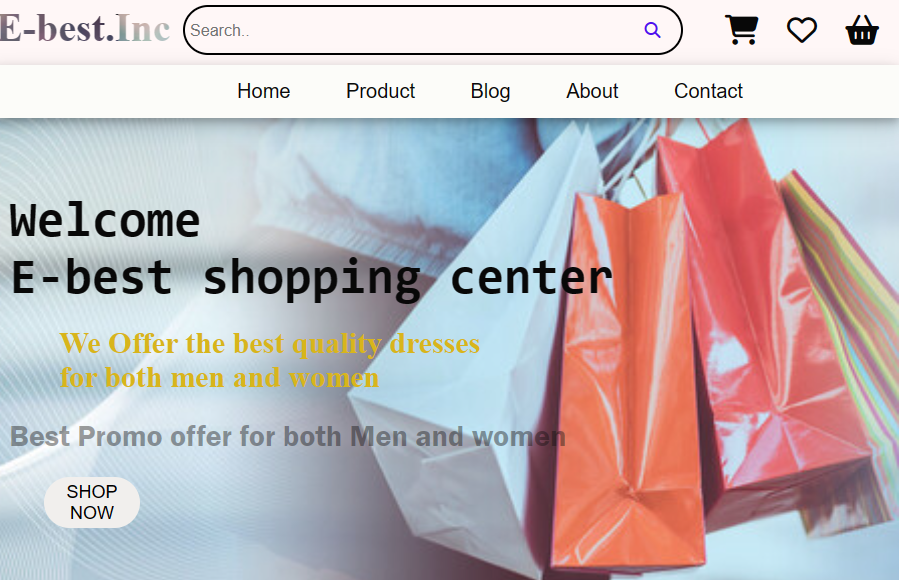 E-best.Inc
Search..
Home Product Blog About Contact
Welcome
E-best shopping center
We Offer the best quality dresses
for both men and women
Best Promo offer for both Men and women
SHOP
NOW